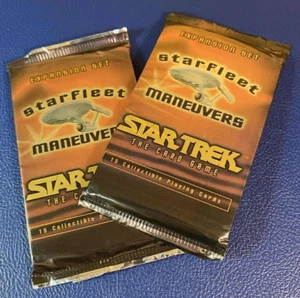 EXPANSION SET
starfleet
MANEUVERS
STAR TREK
THE CARD GAME
15 Collectible Playing Cards
EXPANSION SET
starfleet
MANEUVERS
STAR
THE C
15 Collectible P